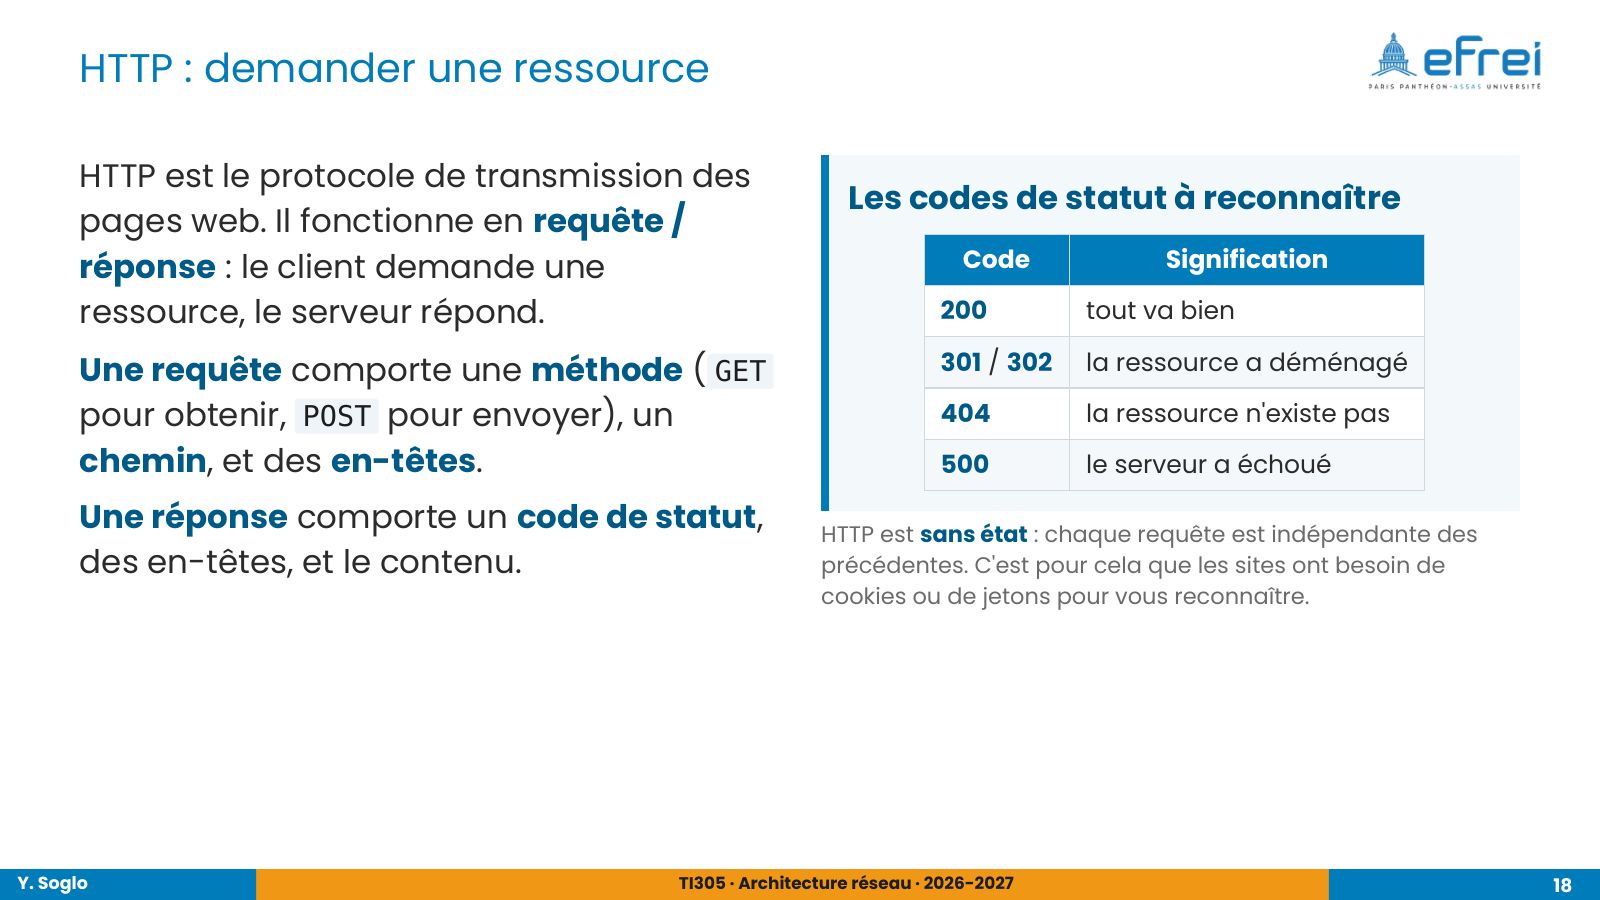 HTTP : demander une ressource
efrei
PARIS PANTHÉON-ASSAS UNIVERSITÉ
HTTP est le protocole de transmission des
pages web. Il fonctionne en requête /
réponse : le client demande une
ressource, le serveur répond.
Une requête comporte une méthode ( GET
pour obtenir, POST pour envoyer), un
chemin, et des en-têtes.
Une réponse comporte un code de statut,
des en-têtes, et le contenu.
Les codes de statut à reconnaître
Code Signification
200 tout va bien
301 / 302 la ressource a déménagé
404 la ressource n'existe pas
500 le serveur a échoué
HTTP est sans état : chaque requête est indépendante des
précédentes. C'est pour cela que les sites ont besoin de
cookies ou de jetons pour vous reconnaître.
Y. Soglo
TI305 · Architecture réseau · 2026-2027
18